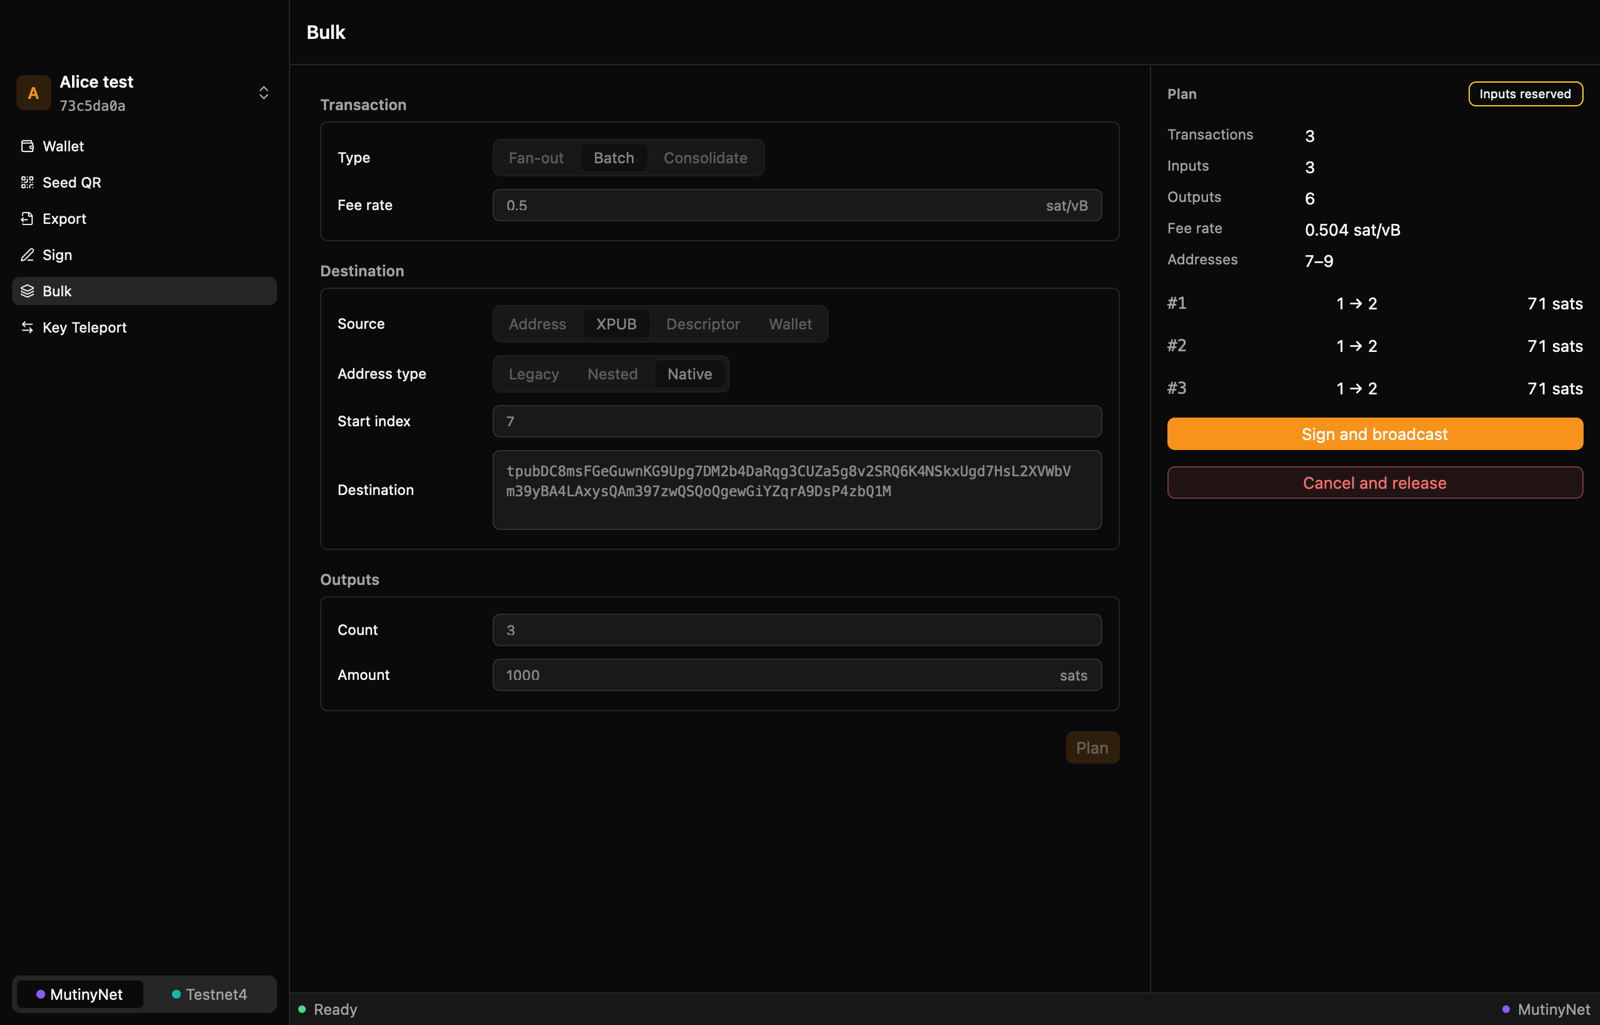 Bulk
A
Alice test
73c5da0a
Wallet
Seed QR
Export
Sign
Bulk
Key Teleport
MutinyNet
Testnet4
Transaction
Type
Fan-out
Batch
Consolidate
Fee rate
0.5
sat/vB
Destination
Source
Address
XPUB
Descriptor
Wallet
Address type
Legacy
Nested
Native
Start index
7
Destination
tpubDC8msFGeGuwnKG9Upg7DM2b4DaRqg3CUZa5g8v2SRQ6K4NSkxUgd7HsL2XVWbV
m39yBA4LAxysQAm397zwQSQoQgewGiYZqrA9DsP4zbQ1M
Outputs
Count
3
Amount
1000
sats
Plan
Plan
Inputs reserved
Transactions
3
Inputs
3
Outputs
6
Fee rate
0.504 sat/vB
Addresses
7–9
#1
1 → 2
71 sats
#2
1 → 2
71 sats
#3
1 → 2
71 sats
Sign and broadcast
Cancel and release
Ready
MutinyNet